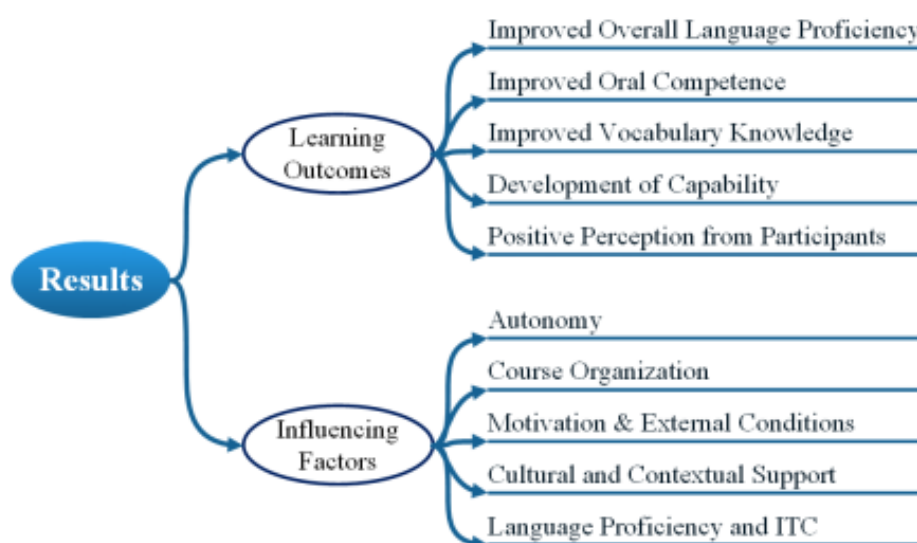 Results
Learning
Outcomes
Improved Overall Language Proficiency
Improved Oral Competence
Improved Vocabulary Knowledge
Development of Capability
Positive Perception from Participants
Influencing
Factors
Autonomy
Course Organization
Motivation & External Conditions
Cultural and Contextual Support
Language Proficiency and ITC